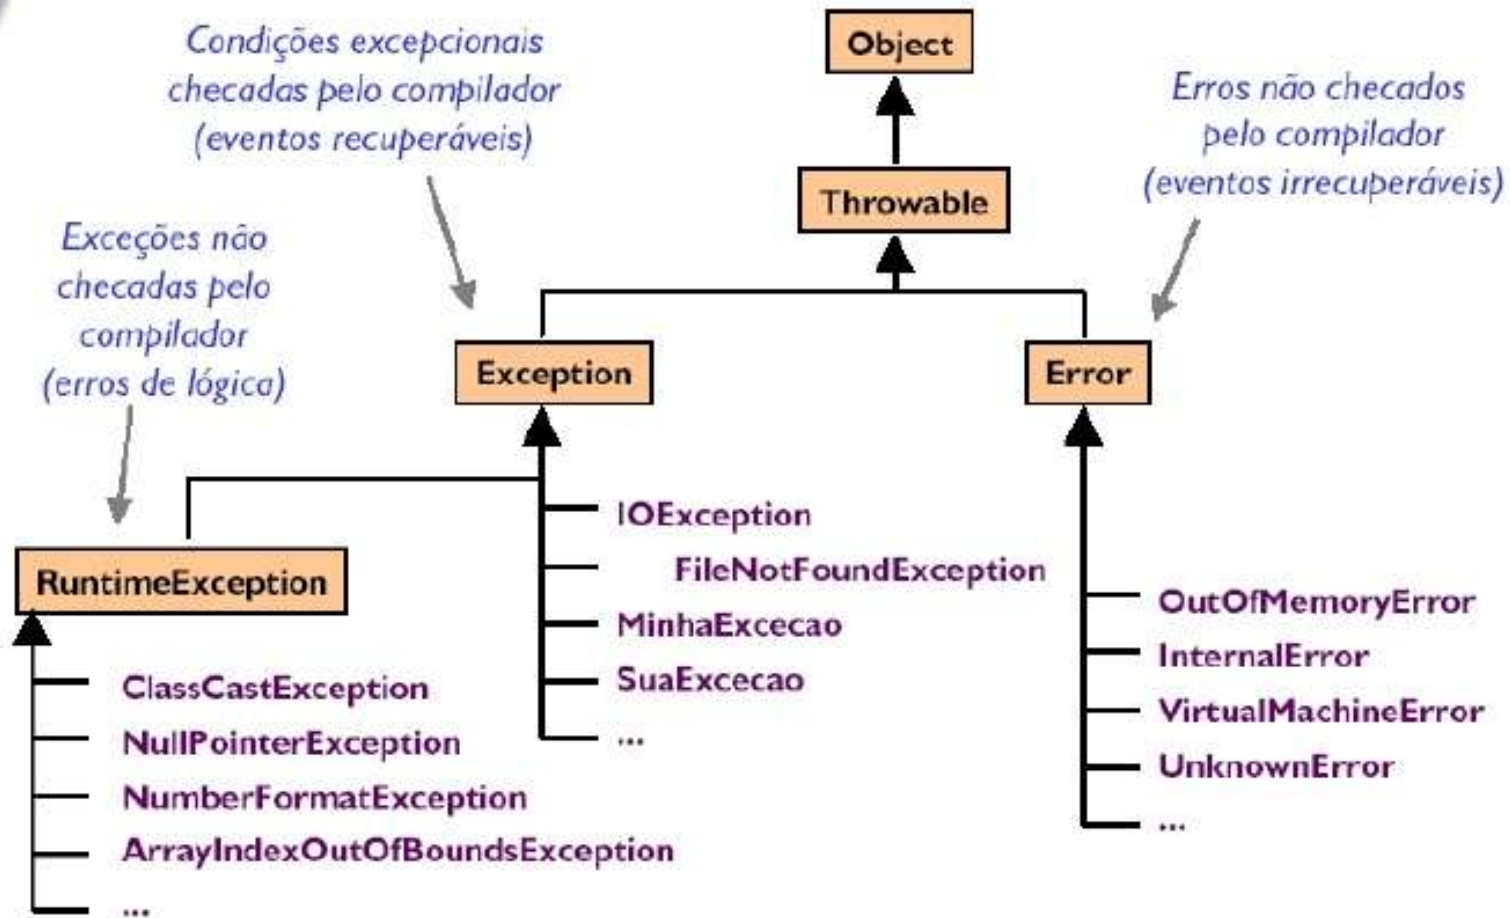 Condições excepcionais
checadas pelo compilador
(eventos recuperáveis)
Object
Erros não checados
pelo compilador
(eventos irrecuperáveis)
Throwable
Exceções não
checadas pelo
compilador
(erros de lógica)
Exception
Error
RuntimeException
ClassCastException
NullPointerException
NumberFormatException
ArrayIndexOutOfBoundsException
...
IOException
FileNotFoundException
MinhaExcecao
SuaExcecao
...
OutOfMemoryError
InternalError
VirtualMachineError
UnknownError
...